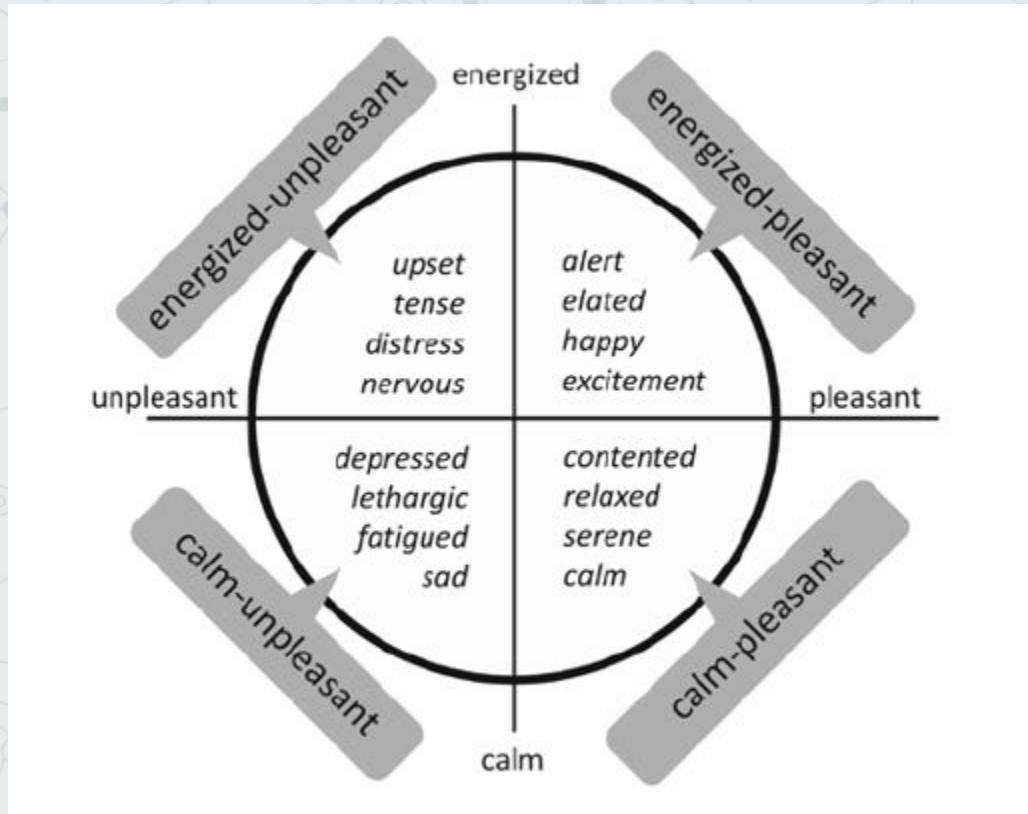 energized
energized-unpleasant
energized-pleasant
upset
tense
distress
nervous
alert
elated
happy
excitement
unpleasant
pleasant
depressed
lethargic
fatigued
sad
contented
relaxed
serene
calm
calm-unpleasant
calm-pleasant
calm